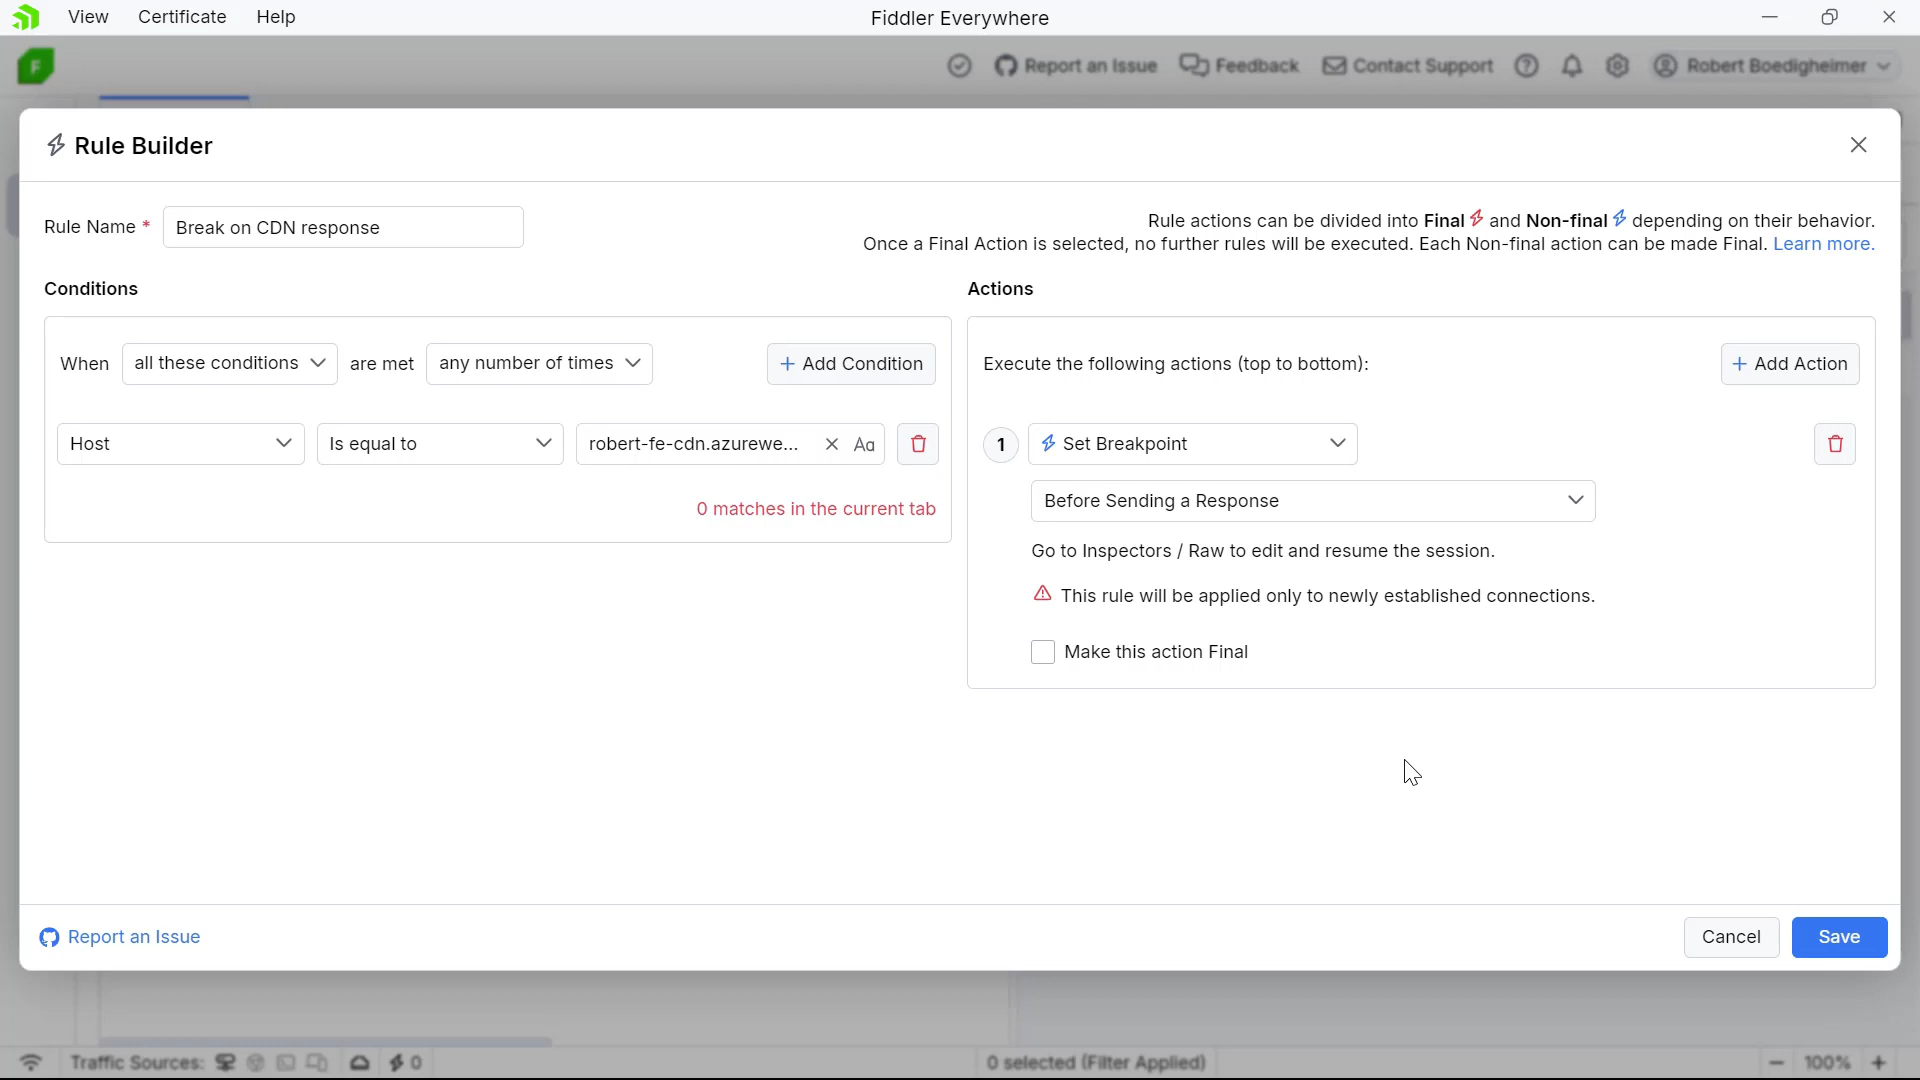 View Certificate Help Fiddler Everywhere
F Report an Issue Feedback Contact Support Robert Boedigheimer
Rule Builder
Rule Name * Break on CDN response
Rule actions can be divided into Final and Non-final depending on their behavior.
Once a Final Action is selected, no further rules will be executed. Each Non-final action can be made Final. Learn more.
Conditions
When all these conditions are met any number of times + Add Condition
Host Is equal to robert-fe-cdn.azurewe... Aa
0 matches in the current tab
Actions
Execute the following actions (top to bottom): + Add Action
1 Set Breakpoint
Before Sending a Response
Go to Inspectors / Raw to edit and resume the session.
This rule will be applied only to newly established connections.
Make this action Final
Report an Issue Cancel Save
Traffic Sources: 0 0 selected (Filter Applied) 100%